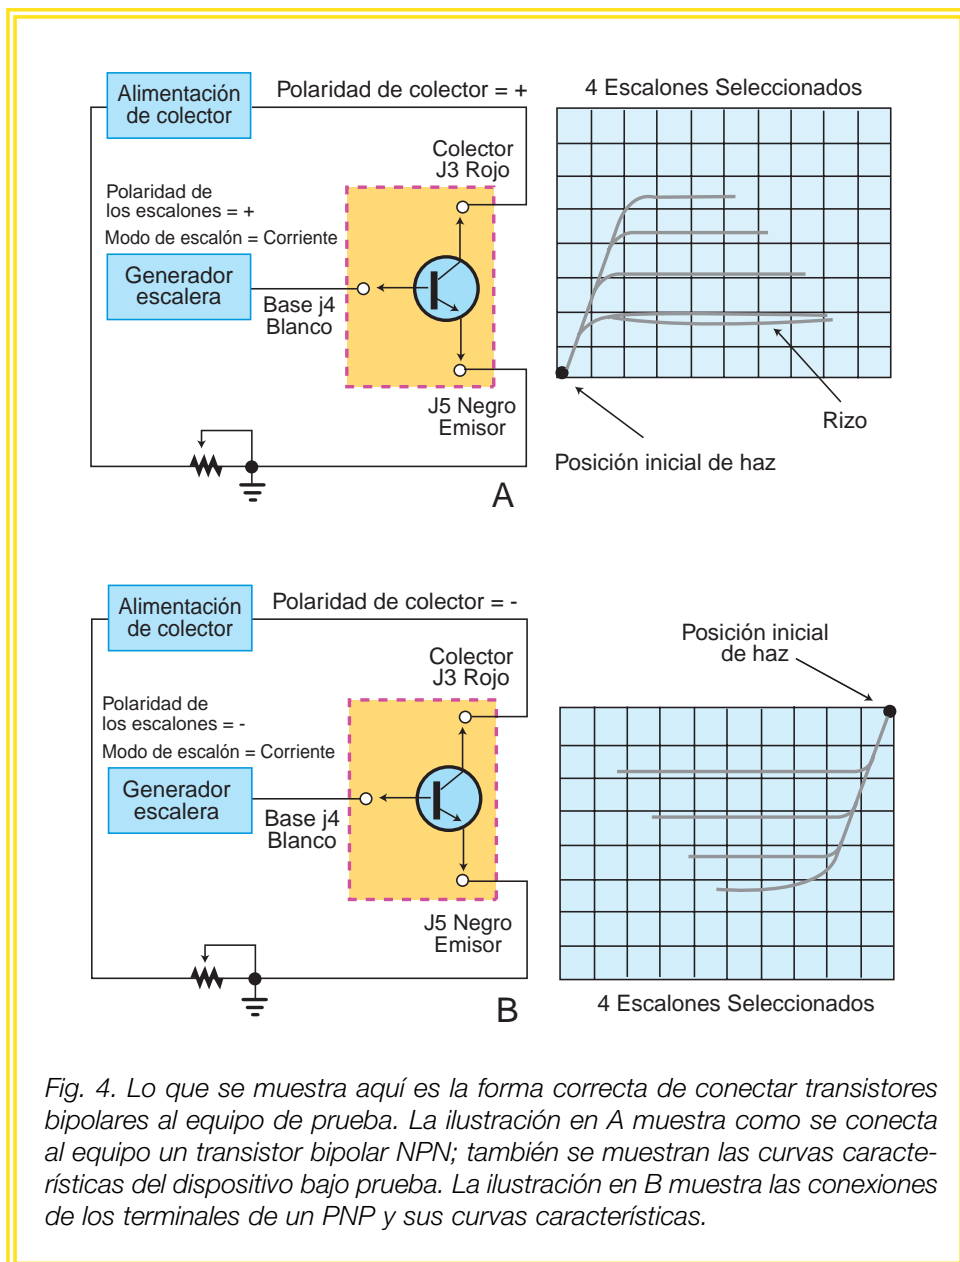 Alimentación
de colector
Polaridad de colector = +
4 Escalones Seleccionados
Colector
J3 Rojo
Polaridad de
los escalones = +
Modo de escalón = Corriente
Generador
escalera
Base j4
Blanco
J5 Negro
Emisor
Rizo
Posición inicial de haz
A
Alimentación
de colector
Polaridad de colector = -
Posición inicial
de haz
Colector
J3 Rojo
Polaridad de
los escalones = -
Modo de escalón = Corriente
Generador
escalera
Base j4
Blanco
J5 Negro
Emisor
B
4 Escalones Seleccionados
Fig. 4. Lo que se muestra aquí es la forma correcta de conectar transistores
bipolares al equipo de prueba. La ilustración en A muestra como se conecta
al equipo un transistor bipolar NPN; también se muestran las curvas caracte-
rísticas del dispositivo bajo prueba. La ilustración en B muestra las conexiones
de los terminales de un PNP y sus curvas características.